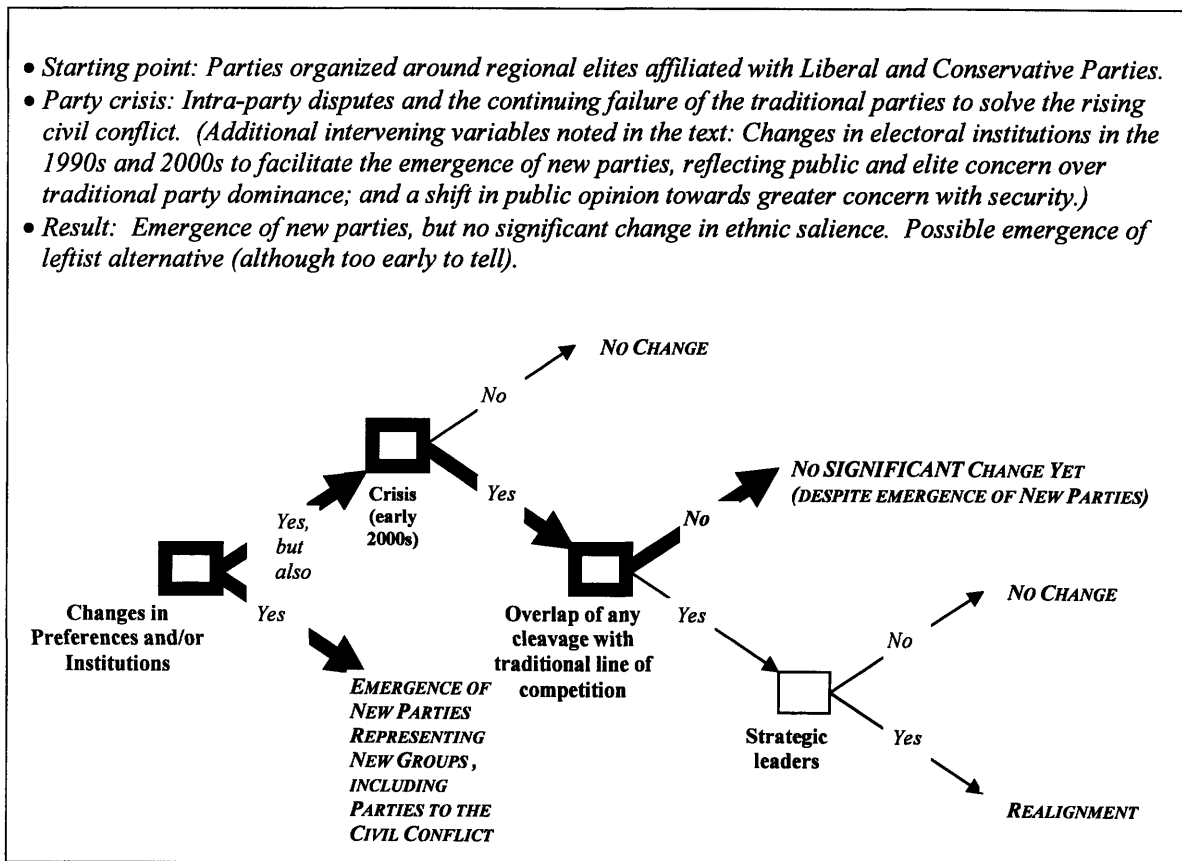 • Starting point: Parties organized around regional elites affiliated with Liberal and Conservative Parties.
• Party crisis: Intra-party disputes and the continuing failure of the traditional parties to solve the rising
civil conflict. (Additional intervening variables noted in the text: Changes in electoral institutions in the
1990s and 2000s to facilitate the emergence of new parties, reflecting public and elite concern over
traditional party dominance; and a shift in public opinion towards greater concern with security.)
• Result: Emergence of new parties, but no significant change in ethnic salience. Possible emergence of
leftist alternative (although too early to tell).
NO CHANGE
No
Crisis
(early
2000s)
Yes
No
NO SIGNIFICANT CHANGE YET
(DESPITE EMERGENCE OF NEW PARTIES)
Yes,
but
also
Yes
Changes in
Preferences and/or
Institutions
Overlap of any
cleavage with
traditional line of
competition
Yes
No
NO CHANGE
EMERGENCE OF
NEW PARTIES
REPRESENTING
NEW GROUPS,
INCLUDING
PARTIES TO THE
CIVIL CONFLICT
Strategic
leaders
Yes
REALIGNMENT